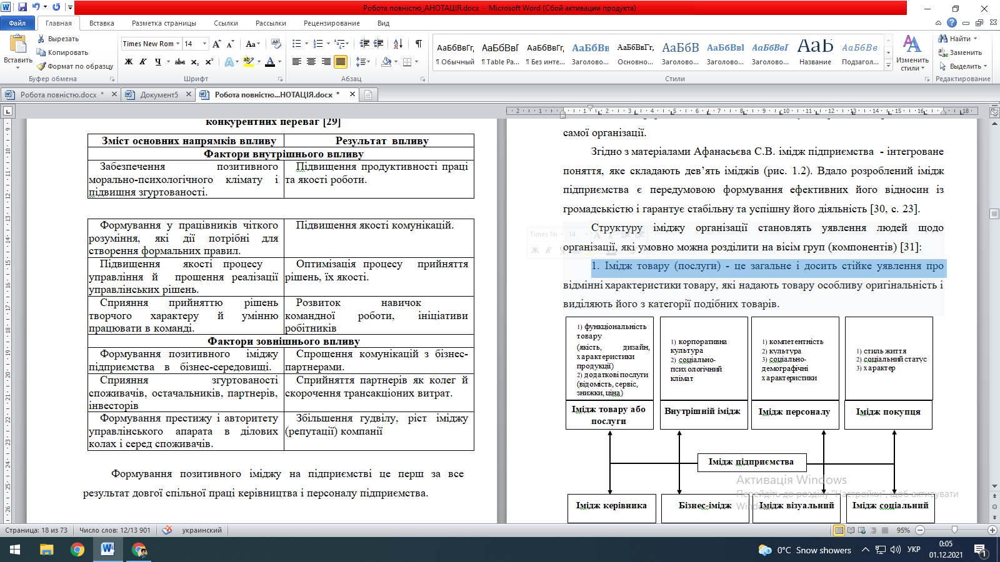 Робота повністю_АНОТАЦІЯ.docx - Microsoft Word (Сбой активации продукта)
Файл Главная Вставка Разметка страницы Ссылки Рассылки Рецензирование Вид
Вставить
Вырезать
Копировать
Формат по образцу
Буфер обмена
Times New Rom 14
Ж К Ч abc x₂ x²
Шрифт
Абзац
АаБбВвГг, АаБбВвГ АаБбВвГг, АаБбВв АаБбВвГг, АаБбВ АаБбВвІ АаБбВвГ АаБ АаБбВв.
¶ Обычный ¶ Table Pa... ¶ Без инте... Заголово... Основно... Заголово... Заголово... Заголово... Название Подзагол...
Стили
Изменить стили
Найти
Заменить
Выделить
Редактирование
Робота повністю.docx * Документ5 Робота повністю...НОТАЦІЯ.docx *
конкурентних переваг [29]
Зміст основних напрямків впливу Результат впливу
Фактори внутрішнього впливу
Забезпечення позитивного
морально-психологічного клімату і
підвищня згуртованості.
Підвищення продуктивності праці
та якості роботи.
Формування у працівників чіткого
розуміння, які дії потрібні для
створення формальних правил.
Підвищення якості комунікацій.
Підвищення якості процесу
управління й прощення реалізації
управлінських рішень.
Оптимізація процесу прийняття
рішень, їх якості.
Сприяння прийняттю рішень
творчого характеру й умінню
працювати в команді.
Розвиток навичок
командної роботи, ініціативи
робітників
Фактори зовнішнього впливу
Формування позитивного іміджу
підприємства в бізнес-середовищі.
Спрощення комунікацій з бізнес-
партнерами.
Сприяння згуртованості
споживачів, остачальників, партнерів,
інвесторів
Сприйняття партнерів як колег й
скорочення трансакціоних витрат.
Формування престижу і авторитету
управлінського апарата в ділових
колах і серед споживачів.
Збільшення гудвілу, ріст іміджу
(репутації) компанії
Формування позитивного іміджу на підприємстві це перш за все
результат довгої спільної праці керівництва і персоналу підприємства.
самої організації.
Згідно з матеріалами Афанасьєва С.В. імідж підприємства - інтегроване
поняття, яке складають дев’ять іміджів (рис. 1.2). Вдало розроблений імідж
підприємства є передумовою формування ефективних його відносин із
громадськістю і гарантує стабільну та успішну його діяльність [30, с. 23].
Структуру іміджу організації становлять уявлення людей щодо
організації, які умовно можна розділити на вісім груп (компонентів) [31]:
1. Імідж товару (послуги) - це загальне і досить стійке уявлення про
відмінні характеристики товару, які надають товару особливу оригінальність і
виділяють його з категорії подібних товарів.
1) функціональність
товару
(якість, дизайн,
характеристики
продукції)
2) додаткові послуги
(відомість, сервіс,
знижки, ціна)
1) корпоративна
культура
2) соціально-
психологічний
клімат
1) компетентність
2) культура
3) соціально-
демографічні
характеристики
1) стиль життя
2) соціальний статус
3) характер
Імідж товару або
послуги
Внутрішній імідж
Імідж персоналу
Імідж покупця
Імідж підприємства
Імідж керівника
Бізнес-імідж
Імідж візуальний
Імідж соціальний
Активація Windows
Перейдіть до розділу "Настройки", щоб активувати
Windows.
Страница: 18 из 73 Число слов: 12/13 901 украинский 95%
0°C Snow showers УКР 0:05
01.12.2021
1